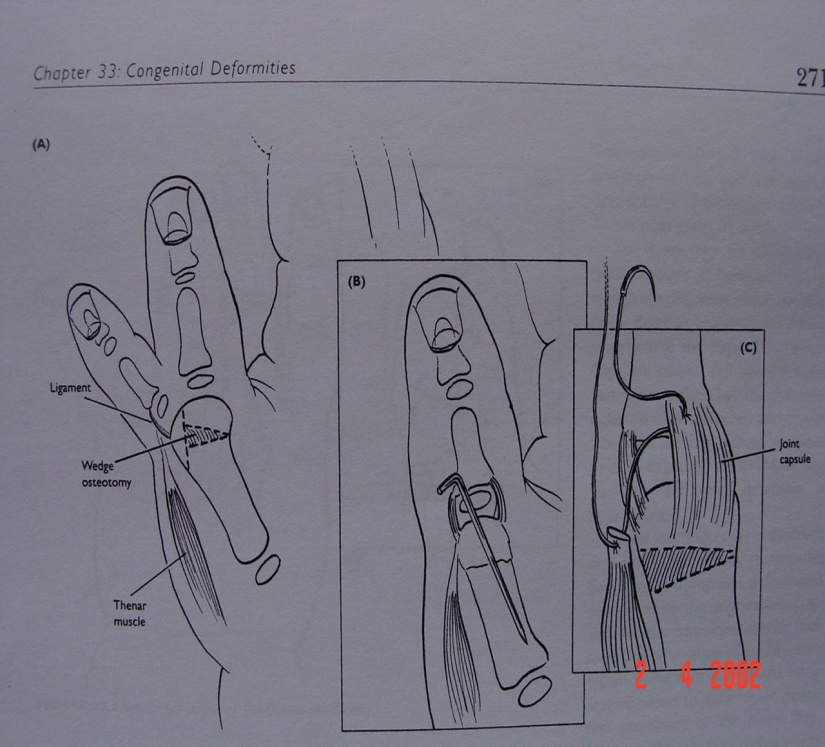 Chapter 33: Congenital Deformities
271
(A)
(B)
(C)
Ligament
Wedge
osteotomy
Thenar
muscle
Joint
capsule
2 4 2002